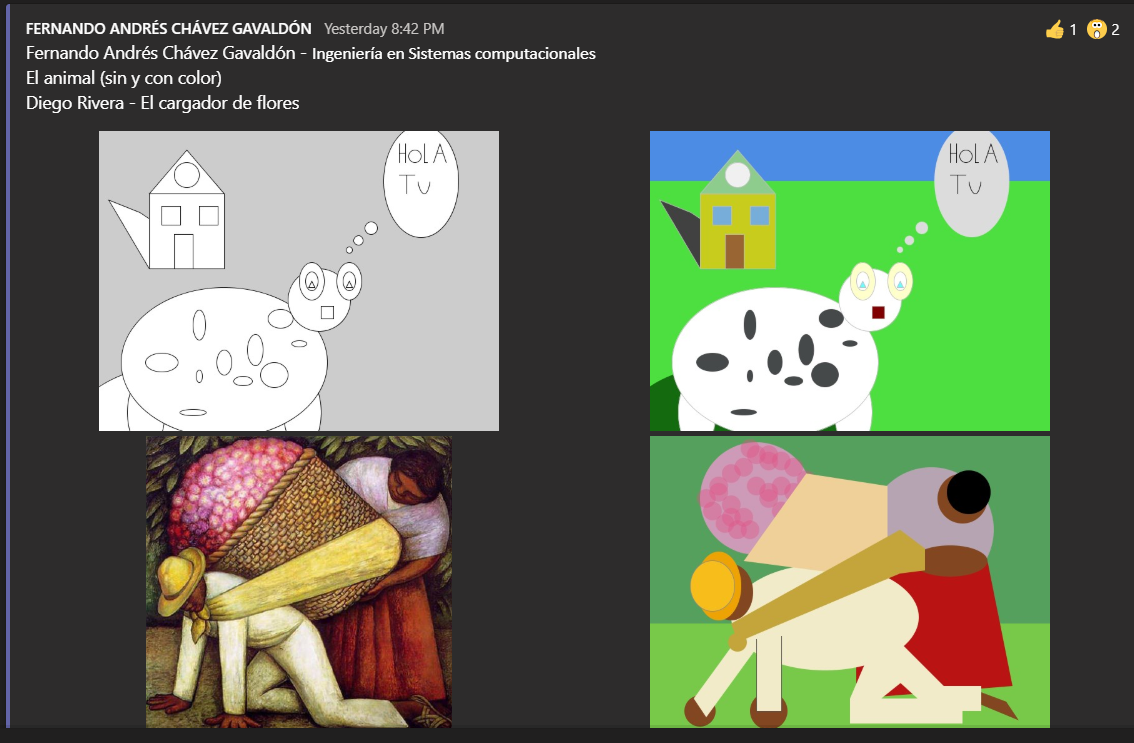 FERNANDO ANDRÉS CHÁVEZ GAVALDÓN Yesterday 8:42 PM
👍 1 😲 2
Fernando Andrés Chávez Gavaldón - Ingeniería en Sistemas computacionales
El animal (sin y con color)
Diego Rivera - El cargador de flores
HolA
Tu
HolA
Tu